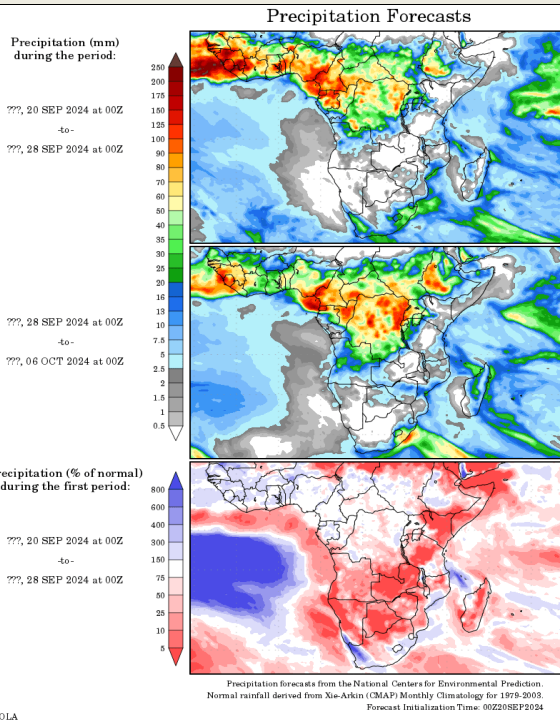 Precipitation Forecasts
Precipitation (mm)
during the period:
250
200
175
150
125
100
90
80
70
60
50
40
35
30
25
20
16
13
10
7.5
5
2.5
2
1.5
1
0.5
???, 20 SEP 2024 at 00Z
-to-
???, 28 SEP 2024 at 00Z
???, 28 SEP 2024 at 00Z
-to-
???, 06 OCT 2024 at 00Z
recipitation (% of normal)
during the first period:
800
600
400
300
150
75
50
25
10
5
???, 20 SEP 2024 at 00Z
-to-
???, 28 SEP 2024 at 00Z
Precipitation forecasts from the National Centers for Environmental Prediction.
Normal rainfall derived from Xie-Arkin (CMAP) Monthly Climatology for 1979-2003.
Forecast Initialization Time: 00Z20SEP2024
OLA